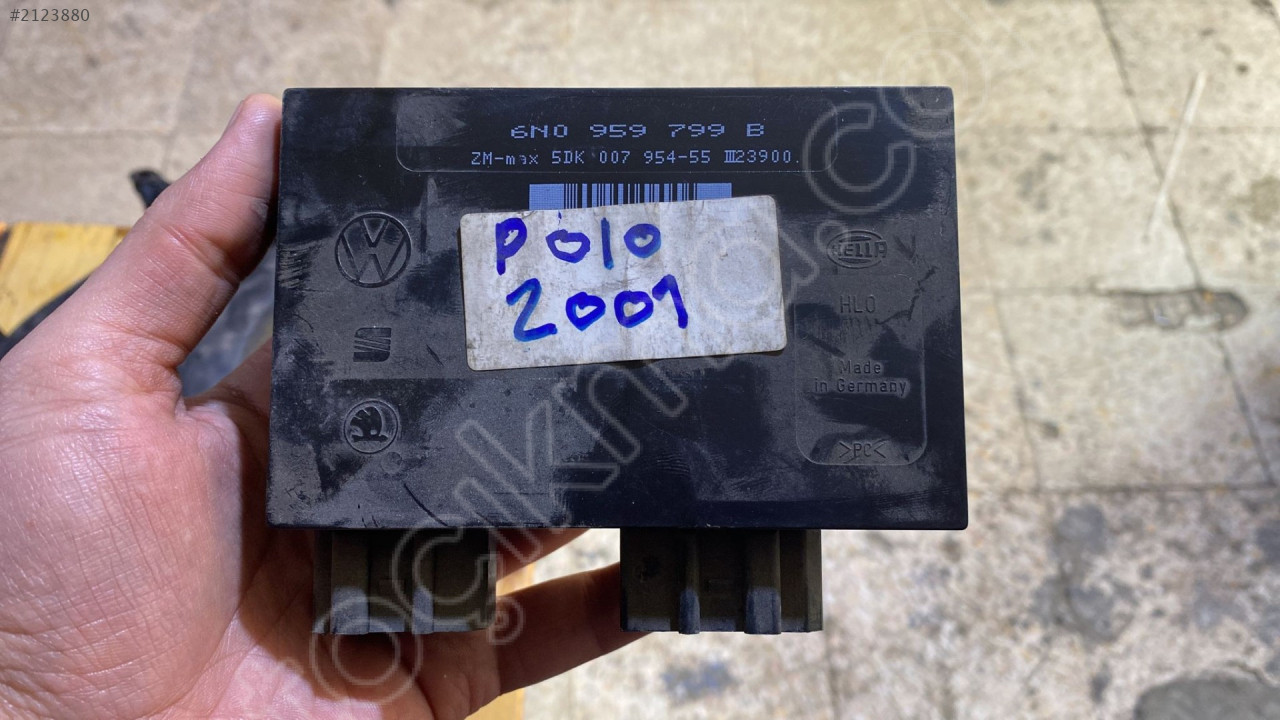 #2123880
6N0 959 799 B
ZM-max 5DK 007 954-55 III23900.
POlO
2001
HELLA
HLO
Made
in Germany
>PC<